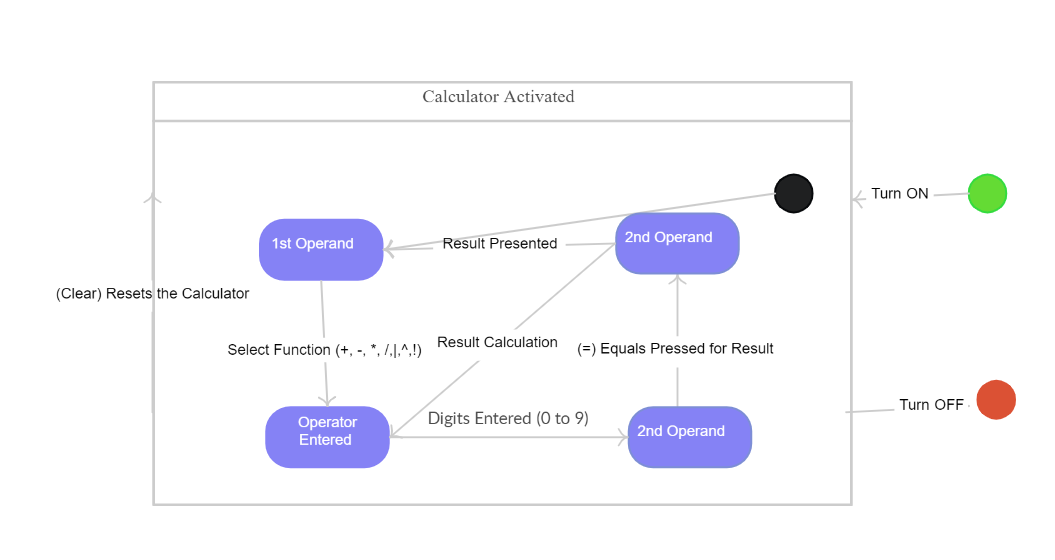 Calculator Activated
Turn ON
1st Operand
Result Presented
2nd Operand
(Clear) Resets the Calculator
Select Function (+, -, *, /,|,^,!)
Result Calculation
(=) Equals Pressed for Result
Turn OFF
Operator
Entered
Digits Entered (0 to 9)
2nd Operand